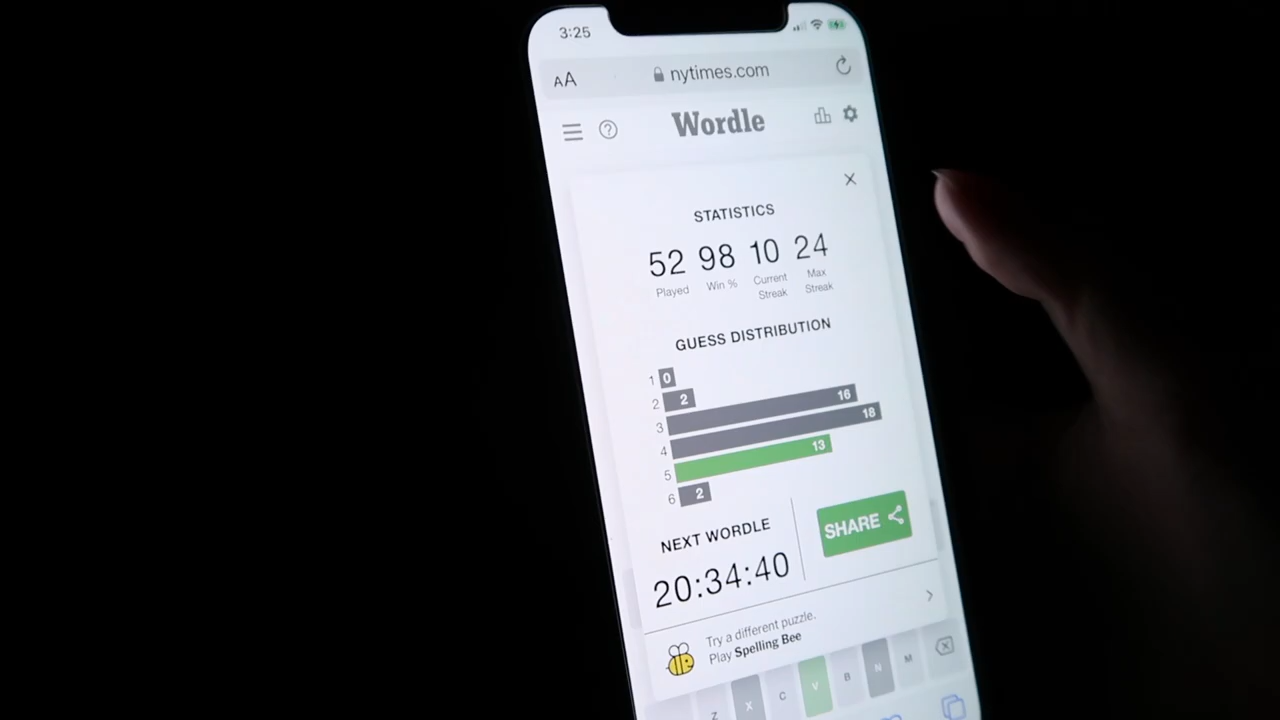 3:25
AA nytimes.com
Wordle
STATISTICS
52 98 10 24
Played Win % Current Streak Max Streak
GUESS DISTRIBUTION
1 0
2 2
3 16
4 18
5 13
6 2
NEXT WORDLE
20:34:40
SHARE
Try a different puzzle.
Play Spelling Bee
Z X C V B N M